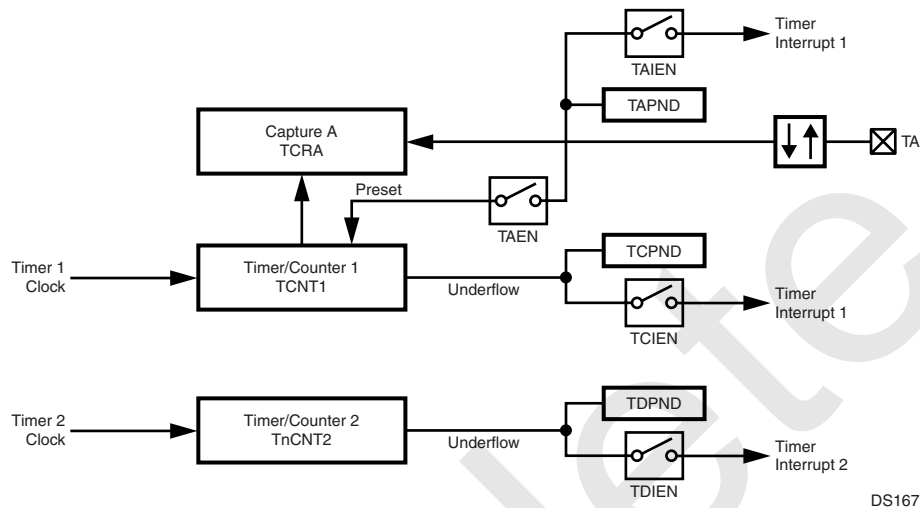 Timer
Interrupt 1
TAIEN
TAPND
Capture A
TCRA
TA
Preset
TAEN
Timer 1
Clock
Timer/Counter 1
TCNT1
Underflow
TCPND
TCIEN
Timer
Interrupt 1
Timer 2
Clock
Timer/Counter 2
TnCNT2
Underflow
TDPND
TDIEN
Timer
Interrupt 2
DS167
lete